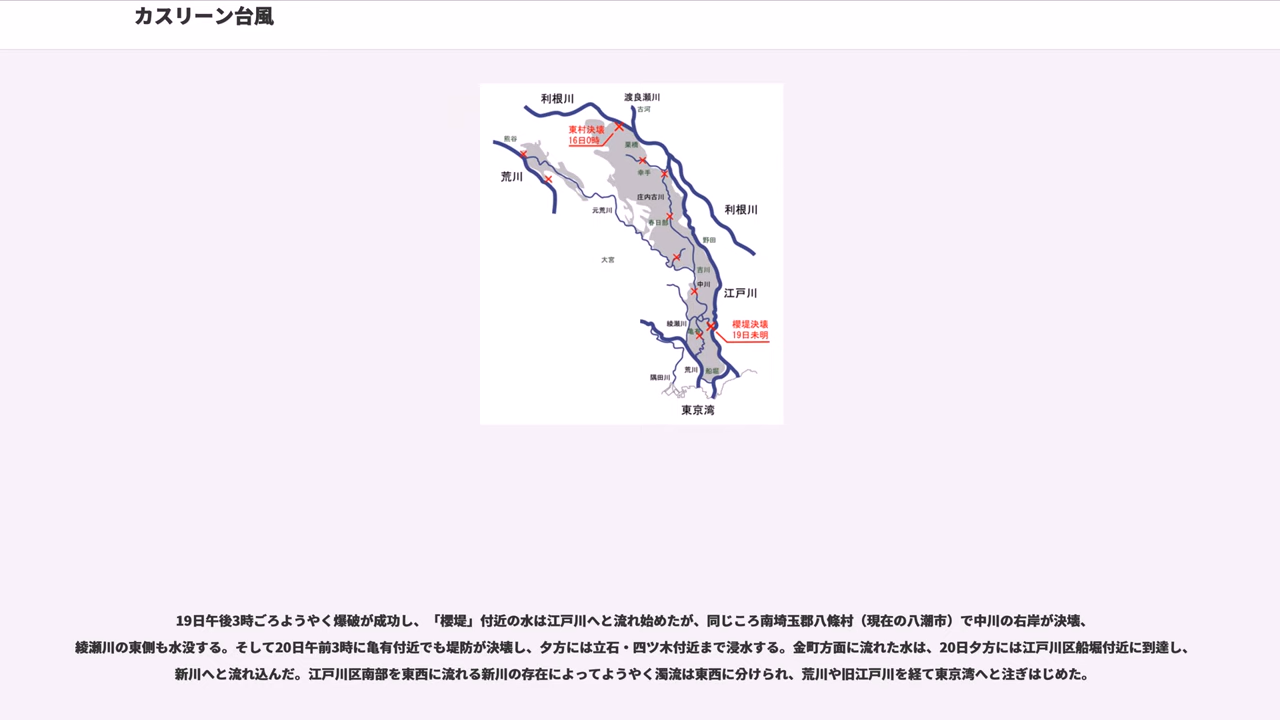 カスリーン台風
利根川
渡良瀬川
古河
東村決壊
16日0時
熊谷
栗橋
荒川
幸手
庄内古川
元荒川
利根川
春日部
野田
大宮
吉川
中川
江戸川
綾瀬川
櫻堤決壊
19日未明
亀有
荒川
船堀
隅田川
東京湾
19日午後3時ごろようやく爆破が成功し、「櫻堤」付近の水は江戸川へと流れ始めたが、同じころ南埼玉郡八條村（現在の八潮市）で中川の右岸が決壊、
綾瀬川の東側も水没する。そして20日午前3時に亀有付近でも堤防が決壊し、夕方には立石・四ツ木付近まで浸水する。金町方面に流れた水は、20日夕方には江戸川区船堀付近に到達し、
新川へと流れ込んだ。江戸川区南部を東西に流れる新川の存在によってようやく濁流は東西に分けられ、荒川や旧江戸川を経て東京湾へと注ぎはじめた。